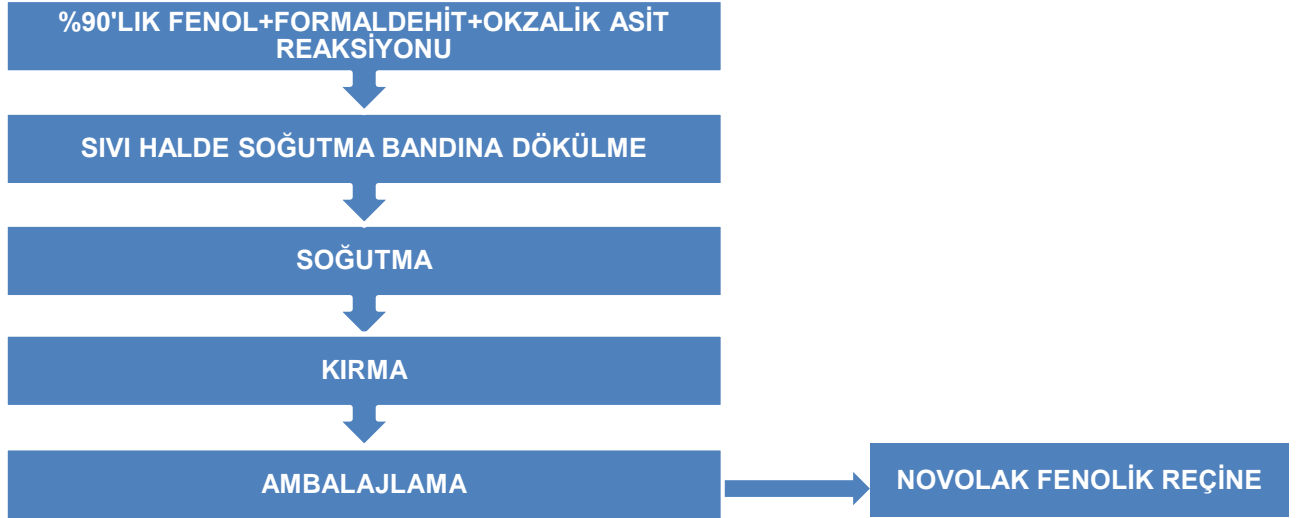 %90'LIK FENOL+FORMALDEHİT+OKZALİK ASİT
REAKSİYONU
SIVI HALDE SOĞUTMA BANDINA DÖKÜLME
SOĞUTMA
KIRMA
AMBALAJLAMA
NOVOLAK FENOLİK REÇİNE